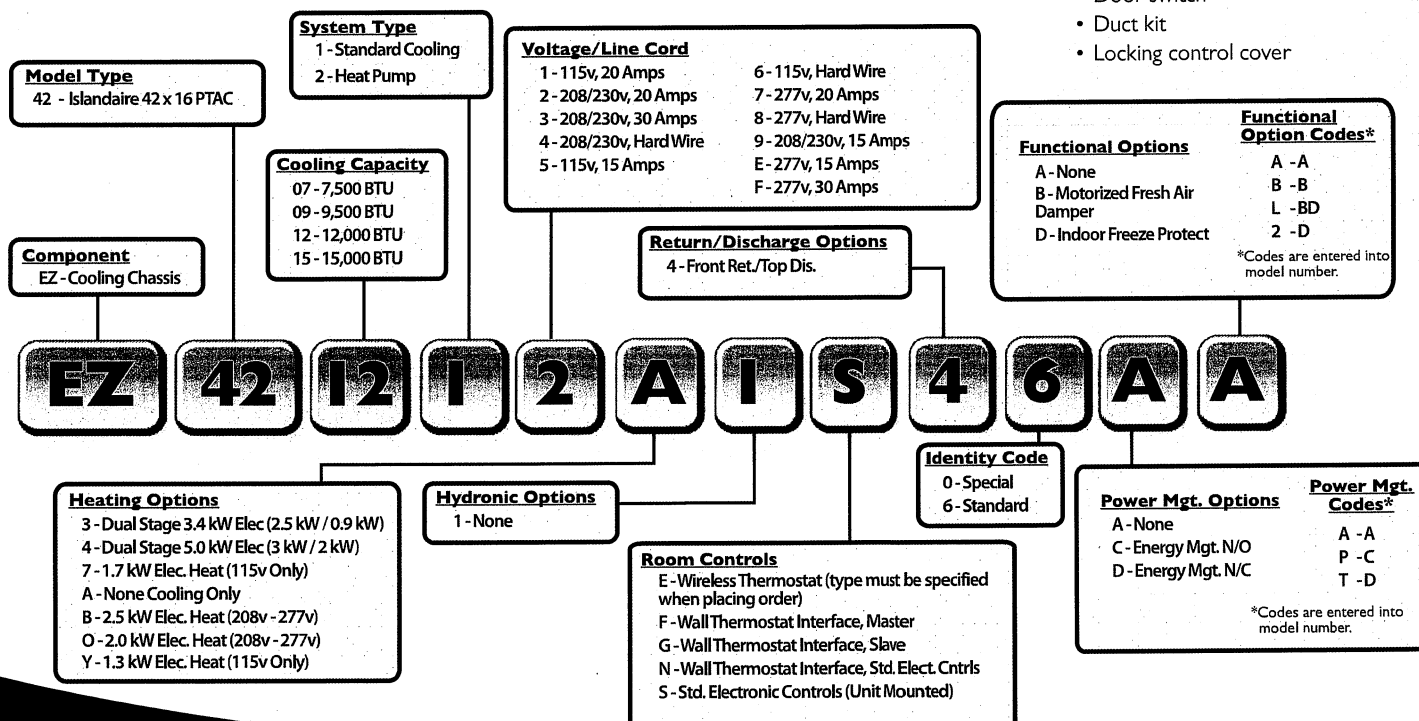 Door switch
• Duct kit
• Locking control cover
System Type
1 - Standard Cooling
2 - Heat Pump
Model Type
42 - Islandaire 42 x 16 PTAC
Voltage/Line Cord
1 - 115v, 20 Amps
2 - 208/230v, 20 Amps
3 - 208/230v, 30 Amps
4 - 208/230v, Hard Wire
5 - 115v, 15 Amps
6 - 115v, Hard Wire
7 - 277v, 20 Amps
8 - 277v, Hard Wire
9 - 208/230v, 15 Amps
E - 277v, 15 Amps
F - 277v, 30 Amps
Cooling Capacity
07 - 7,500 BTU
09 - 9,500 BTU
12 - 12,000 BTU
15 - 15,000 BTU
Component
EZ - Cooling Chassis
Return/Discharge Options
4 - Front Ret./Top Dis.
Functional Options
A - None
B - Motorized Fresh Air
Damper
D - Indoor Freeze Protect
Functional
Option Codes*
A - A
B - B
L - BD
2 - D
*Codes are entered into
model number.
EZ 42 12 1 2 A 1 S 4 6 A A
Heating Options
3 - Dual Stage 3.4 kW Elec (2.5 kW / 0.9 kW)
4 - Dual Stage 5.0 kW Elec (3 kW / 2 kW)
7 - 1.7 kW Elec. Heat (115v Only)
A - None Cooling Only
B - 2.5 kW Elec. Heat (208v - 277v)
O - 2.0 kW Elec. Heat (208v - 277v)
Y - 1.3 kW Elec. Heat (115v Only)
Hydronic Options
1 - None
Room Controls
E - Wireless Thermostat (type must be specified
when placing order)
F - Wall Thermostat Interface, Master
G - Wall Thermostat Interface, Slave
N - Wall Thermostat Interface, Std. Elect. Cntrls
S - Std. Electronic Controls (Unit Mounted)
Identity Code
0 - Special
6 - Standard
Power Mgt. Options
A - None
C - Energy Mgt. N/O
D - Energy Mgt. N/C
Power Mgt.
Codes*
A - A
P - C
T - D
*Codes are entered into
model number.